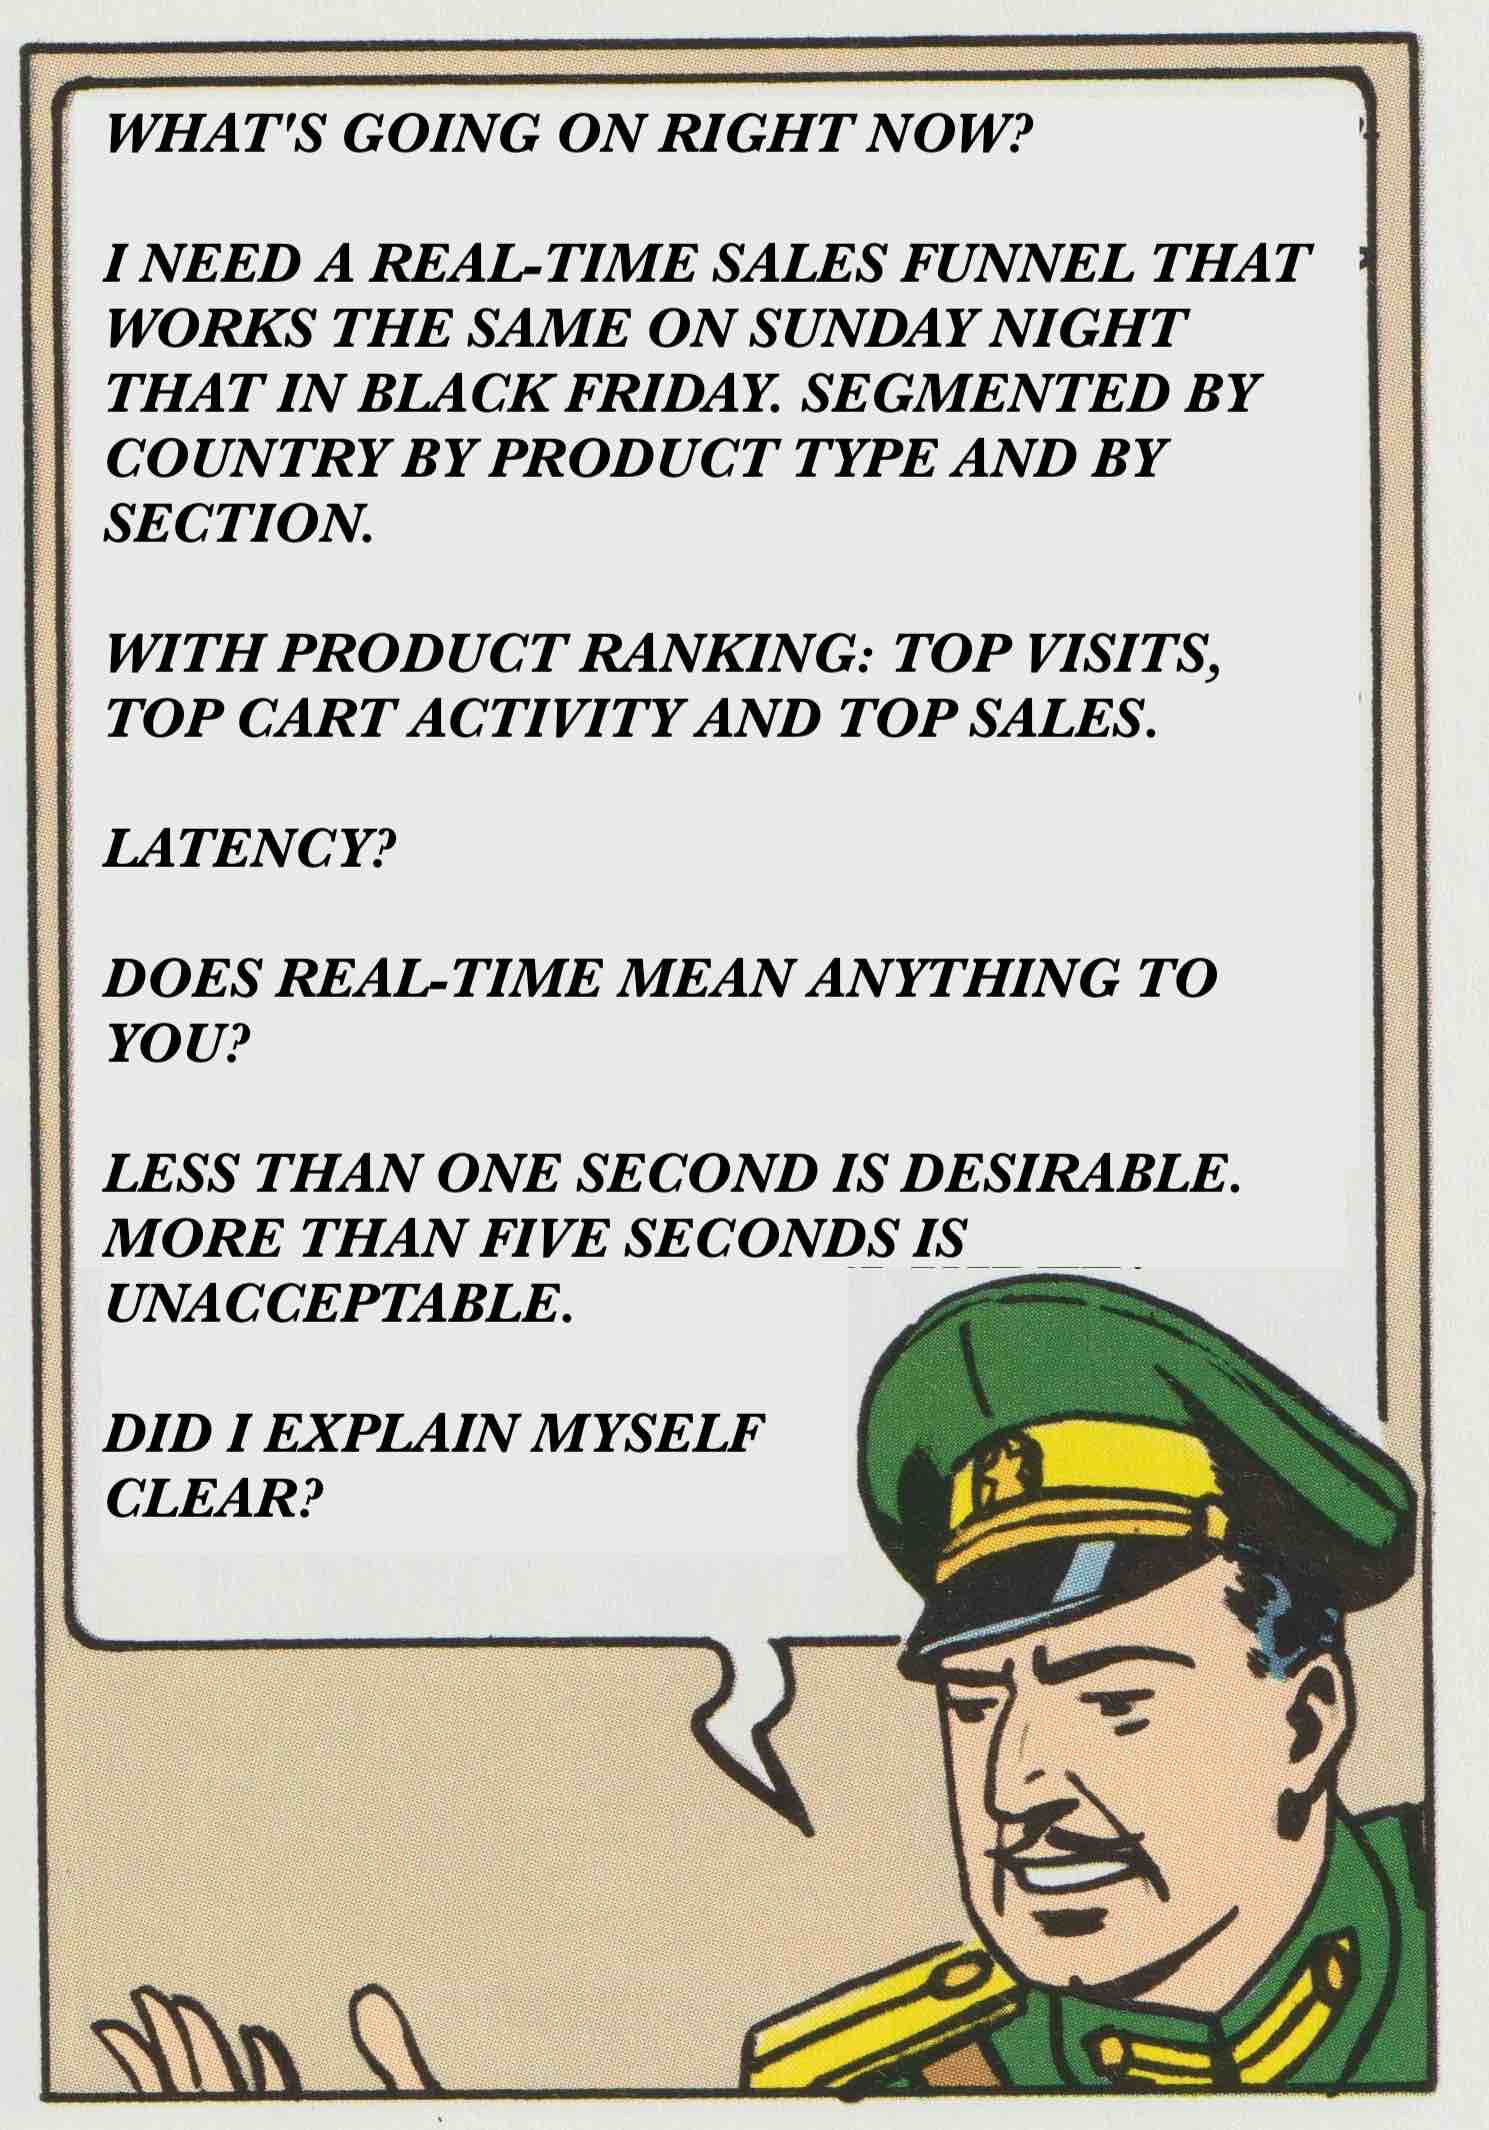 WHAT'S GOING ON RIGHT NOW?
I NEED A REAL-TIME SALES FUNNEL THAT
WORKS THE SAME ON SUNDAY NIGHT
THAT IN BLACK FRIDAY. SEGMENTED BY
COUNTRY BY PRODUCT TYPE AND BY
SECTION.
WITH PRODUCT RANKING: TOP VISITS,
TOP CART ACTIVITY AND TOP SALES.
LATENCY?
DOES REAL-TIME MEAN ANYTHING TO
YOU?
LESS THAN ONE SECOND IS DESIRABLE.
MORE THAN FIVE SECONDS IS
UNACCEPTABLE.
DID I EXPLAIN MYSELF
CLEAR?